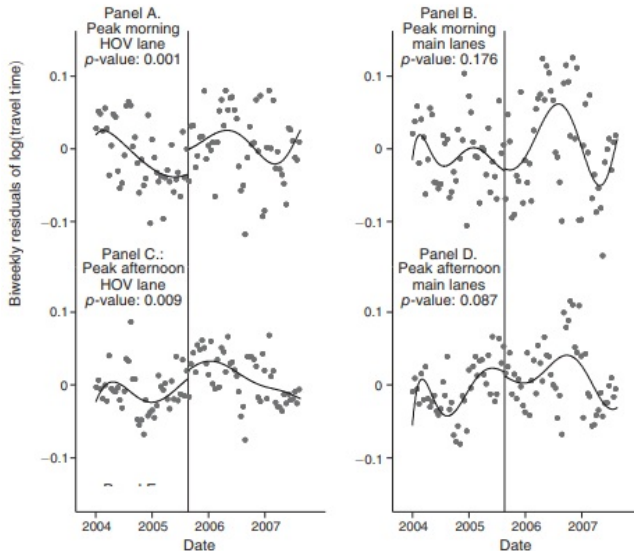 Panel A.
Peak morning
HOV lane
p-value: 0.001
Panel B.
Peak morning
main lanes
p-value: 0.176
0.1
0
−0.1
0.1
0
−0.1
Biweekly residuals of log(travel time)
Panel C.:
Peak afternoon
HOV lane
p-value: 0.009
Panel D.
Peak afternoon
main lanes
p-value: 0.087
0.1
0
−0.1
0.1
0
−0.1
2004 2005 2006 2007
Date
2004 2005 2006 2007
Date